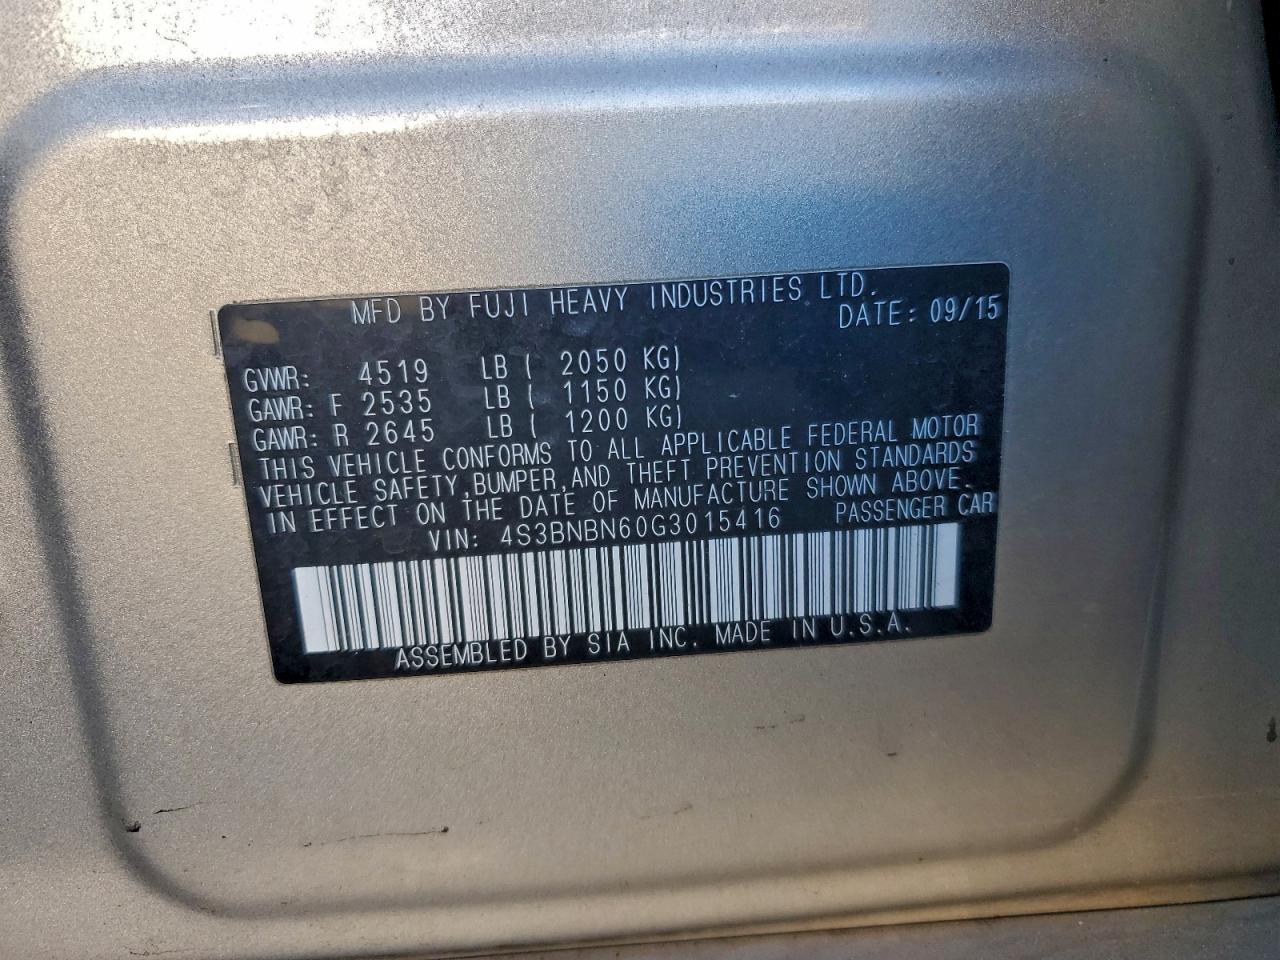 MFD BY FUJI HEAVY INDUSTRIES LTD.
DATE: 09/15
GVWR: 4519 LB ( 2050 KG)
GAWR: F 2535 LB ( 1150 KG)
GAWR: R 2645 LB ( 1200 KG)
THIS VEHICLE CONFORMS TO ALL APPLICABLE FEDERAL MOTOR
VEHICLE SAFETY,BUMPER,AND THEFT PREVENTION STANDARDS
IN EFFECT ON THE DATE OF MANUFACTURE SHOWN ABOVE.
VIN: 4S3BNBN60G3015416 PASSENGER CAR
ASSEMBLED BY SIA INC. MADE IN U.S.A.